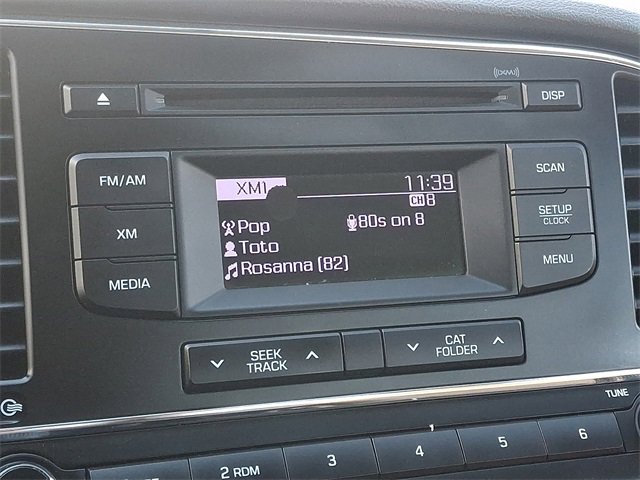 ((XM))
DISP
FM/AM
XM
MEDIA
XM1 11:39
CH 8
Pop 80s on 8
Toto
Rosanna (82)
SCAN
SETUP
CLOCK
MENU
SEEK
TRACK
CAT
FOLDER
TUNE
2 RDM
3
4
5
6